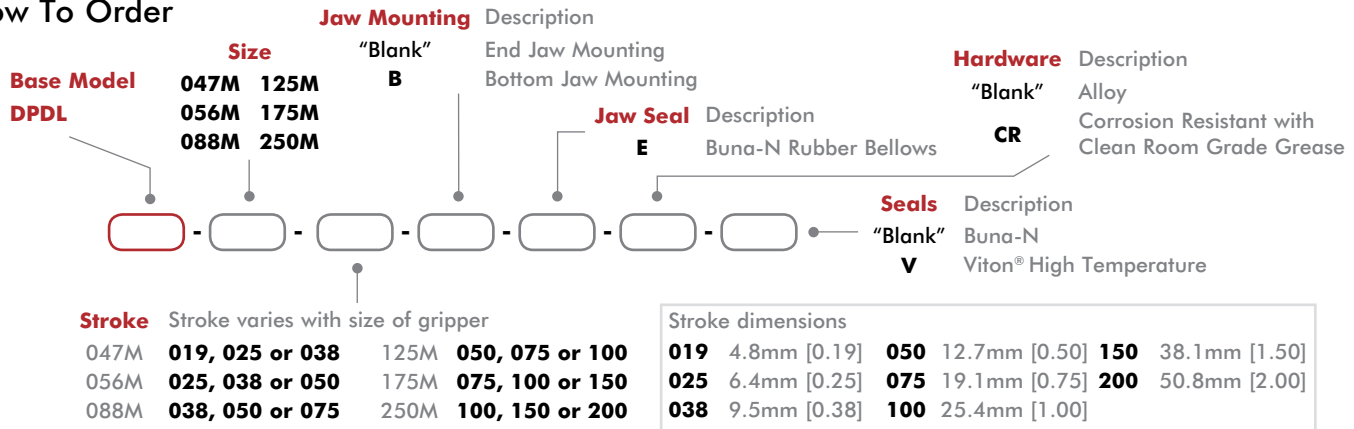 ow To Order
Jaw Mounting Description
"Blank" End Jaw Mounting
B Bottom Jaw Mounting
Size
047M 125M
056M 175M
088M 250M
Base Model
DPDL
Jaw Seal Description
E Buna-N Rubber Bellows
Hardware Description
"Blank" Alloy
CR Corrosion Resistant with
Clean Room Grade Grease
- - - - - -
Seals Description
"Blank" Buna-N
V Viton® High Temperature
Stroke Stroke varies with size of gripper
047M 019, 025 or 038 125M 050, 075 or 100
056M 025, 038 or 050 175M 075, 100 or 150
088M 038, 050 or 075 250M 100, 150 or 200
Stroke dimensions
019 4.8mm [0.19] 050 12.7mm [0.50] 150 38.1mm [1.50]
025 6.4mm [0.25] 075 19.1mm [0.75] 200 50.8mm [2.00]
038 9.5mm [0.38] 100 25.4mm [1.00]